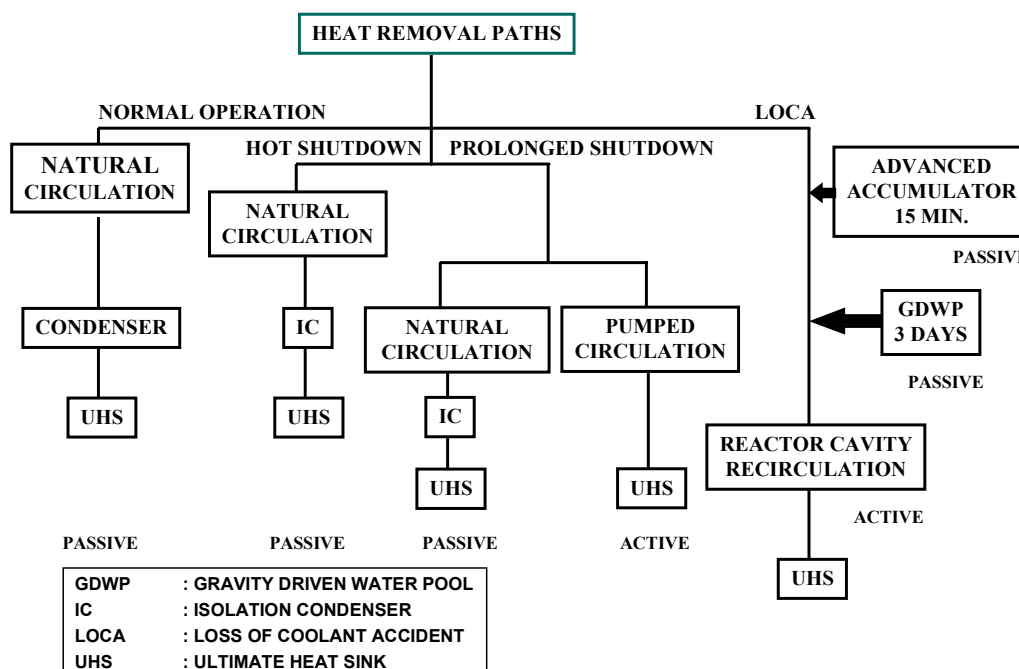 HEAT REMOVAL PATHS
NORMAL OPERATION
LOCA
HOT SHUTDOWN
PROLONGED SHUTDOWN
NATURAL
CIRCULATION
NATURAL
CIRCULATION
ADVANCED
ACCUMULATOR
15 MIN.
PASSIVE
CONDENSER
IC
NATURAL
CIRCULATION
PUMPED
CIRCULATION
GDWP
3 DAYS
PASSIVE
UHS
UHS
IC
UHS
UHS
REACTOR CAVITY
RECIRCULATION
ACTIVE
UHS
PASSIVE
PASSIVE
PASSIVE
ACTIVE
GDWP : GRAVITY DRIVEN WATER POOL
IC : ISOLATION CONDENSER
LOCA : LOSS OF COOLANT ACCIDENT
UHS : ULTIMATE HEAT SINK